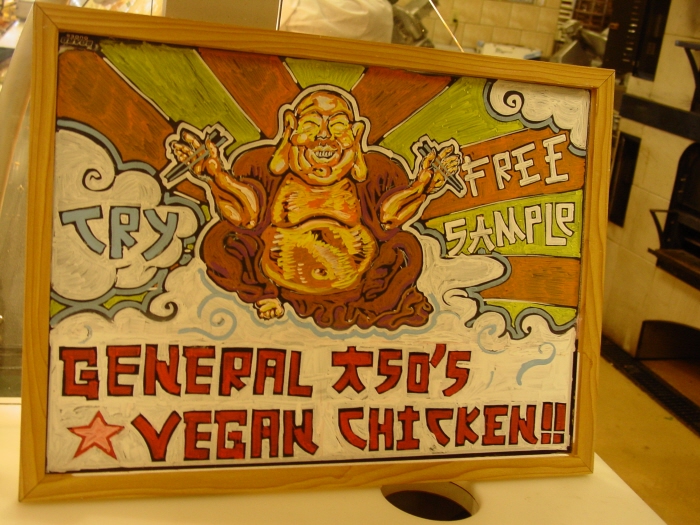 TRY
FREE
SAMPLE
GENERAL TSO'S
VEGAN CHICKEN!!